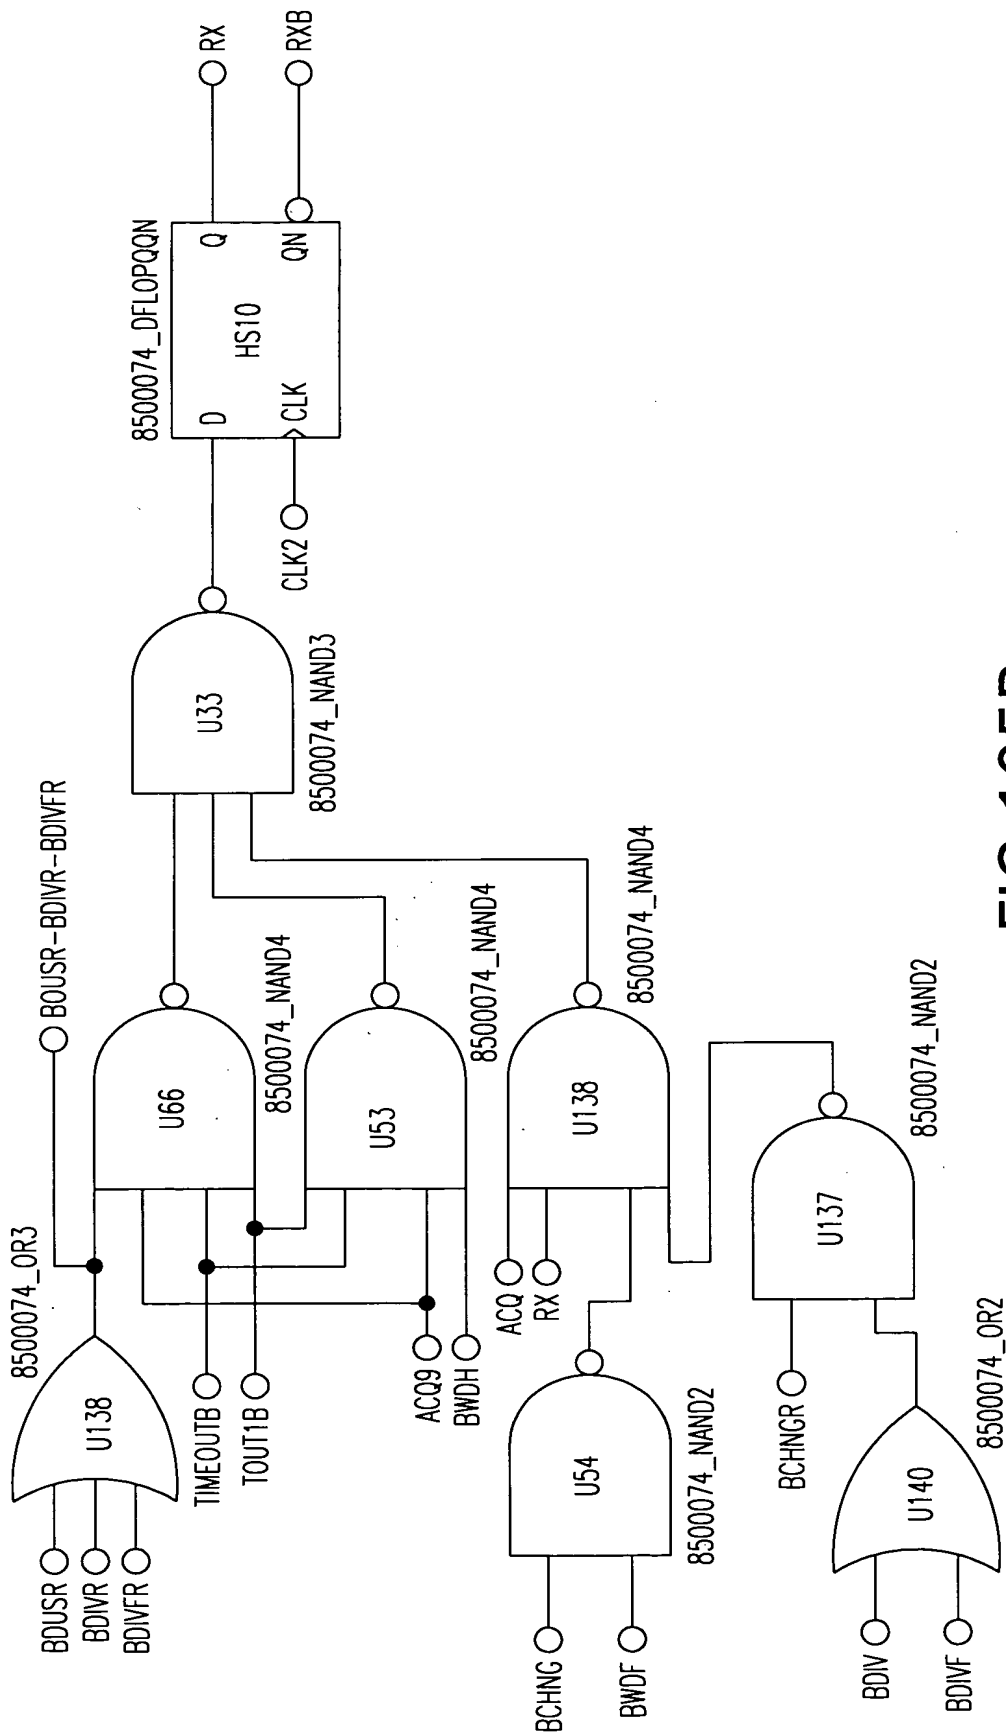 BDUSR
BDIVR
BDIVFR
U138
8500074_OR3
BOUSR-BDIVR-BDIVFR
TIMEOUTB
TOUT1B
U66
8500074_NAND4
ACQ9
BWDH
U53
8500074_NAND4
U33
8500074_NAND3
8500074_DFLOPQQN
D
Q
HS10
CLK
QN
CLK2
RX
RXB
ACQ
RX
U138
8500074_NAND4
BCHNG
BWDF
U54
8500074_NAND2
BCHNGR
U137
8500074_NAND2
BDIV
BDIVF
U140
8500074_OR2